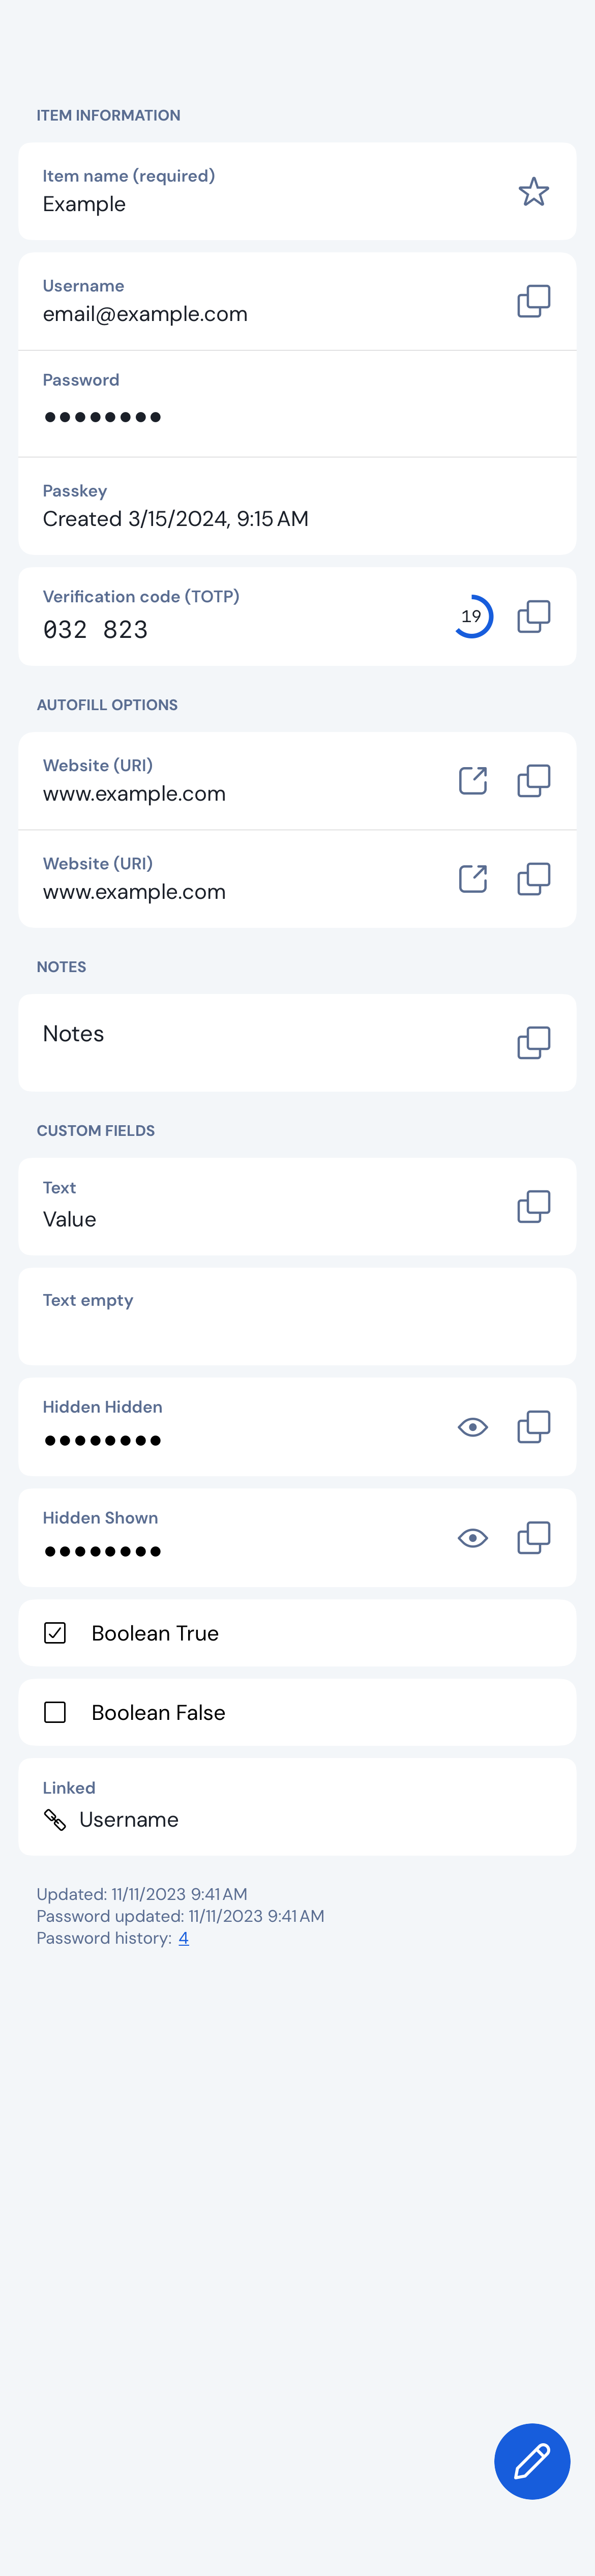 ITEM INFORMATION
Item name (required)
Example
Username
email@example.com
Password
●●●●●●●●
Passkey
Created 3/15/2024, 9:15 AM
Verification code (TOTP)
032 823
19
AUTOFILL OPTIONS
Website (URI)
www.example.com
Website (URI)
www.example.com
NOTES
Notes
CUSTOM FIELDS
Text
Value
Text empty
Hidden Hidden
●●●●●●●●
Hidden Shown
●●●●●●●●
Boolean True
Boolean False
Linked
Username
Updated: 11/11/2023 9:41 AM
Password updated: 11/11/2023 9:41 AM
Password history: 4